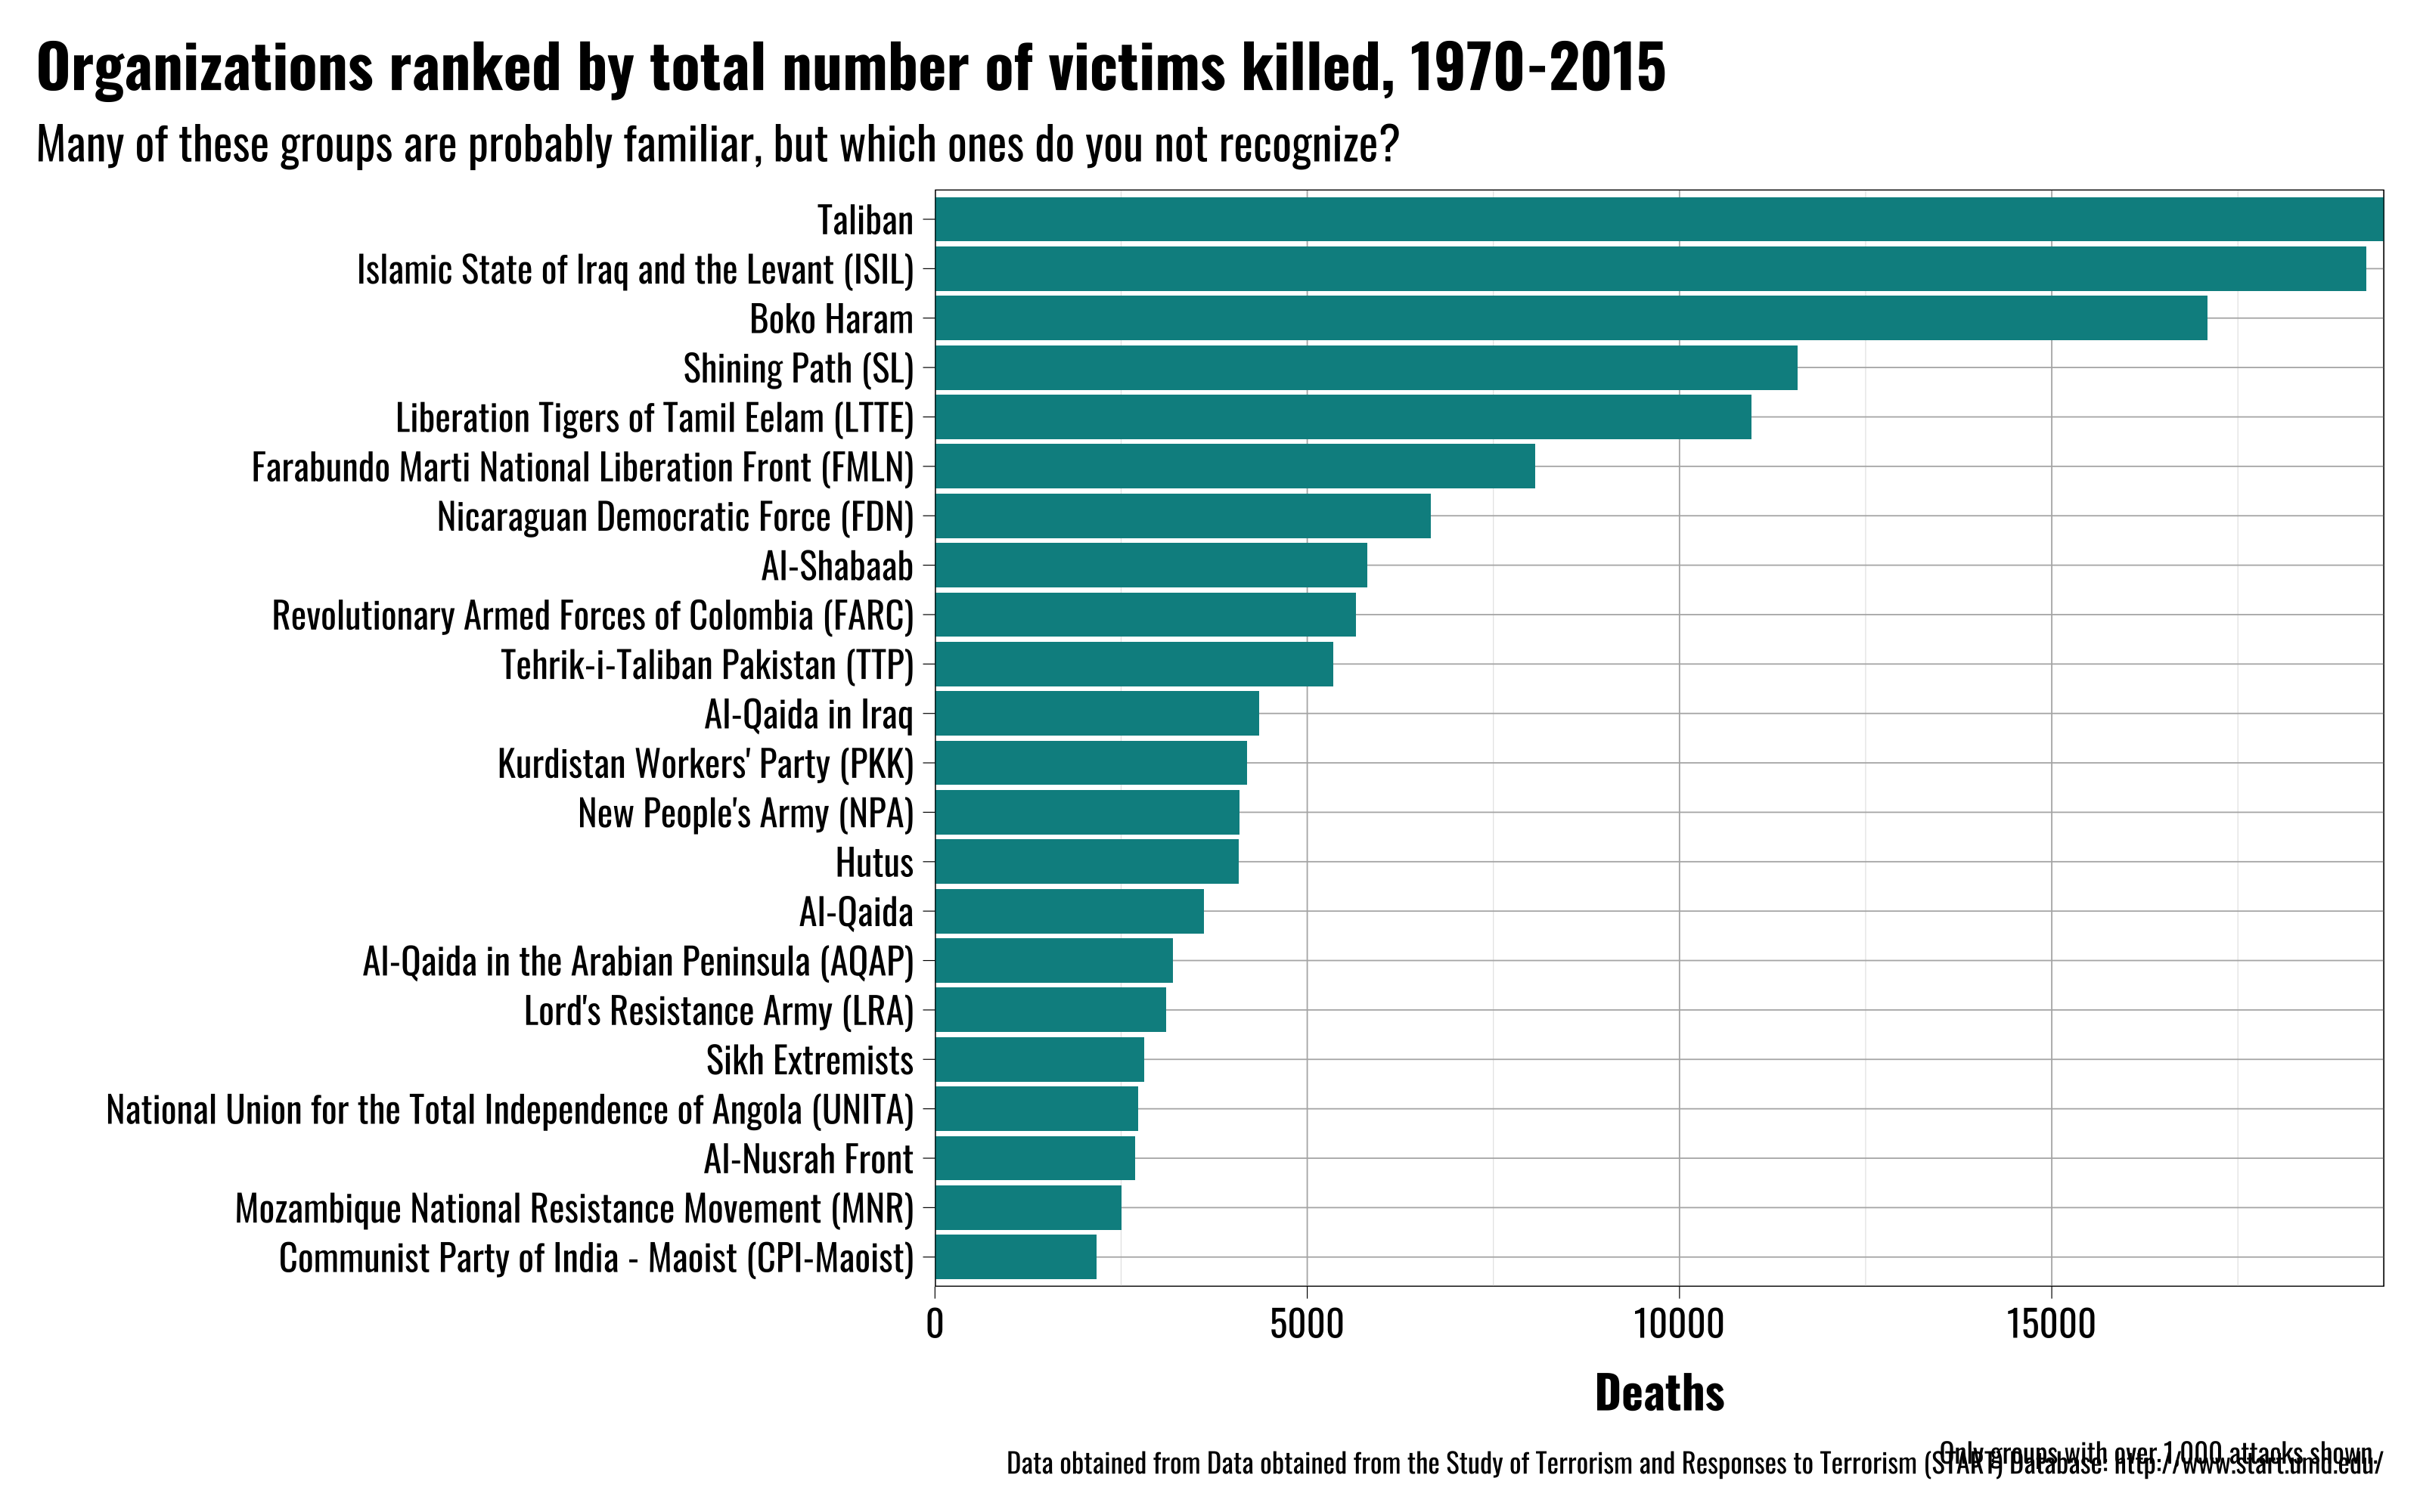 Organizations ranked by total number of victims killed, 1970-2015
Many of these groups are probably familiar, but which ones do you not recognize?
Taliban
Islamic State of Iraq and the Levant (ISIL)
Boko Haram
Shining Path (SL)
Liberation Tigers of Tamil Eelam (LTTE)
Farabundo Marti National Liberation Front (FMLN)
Nicaraguan Democratic Force (FDN)
Al-Shabaab
Revolutionary Armed Forces of Colombia (FARC)
Tehrik-i-Taliban Pakistan (TTP)
Al-Qaida in Iraq
Kurdistan Workers' Party (PKK)
New People's Army (NPA)
Hutus
Al-Qaida
Al-Qaida in the Arabian Peninsula (AQAP)
Lord's Resistance Army (LRA)
Sikh Extremists
National Union for the Total Independence of Angola (UNITA)
Al-Nusrah Front
Mozambique National Resistance Movement (MNR)
Communist Party of India - Maoist (CPI-Maoist)
0 5000 10000 15000
Deaths
Only groups with over 1,000 attacks shown.
Data obtained from Data obtained from the Study of Terrorism and Responses to Terrorism (START) Database: http://www.start.umd.edu/